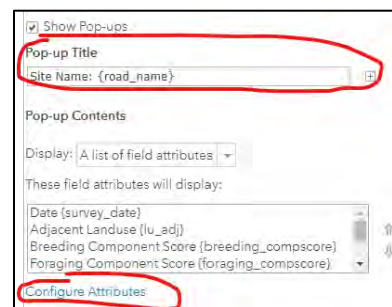 Show Pop-ups
Pop-up Title
Site Name: {road_name}
Pop-up Contents
Display: A list of field attributes
These field attributes will display:
Date {survey_date}
Adjacent Landuse {lu_adj}
Breeding Component Score {breeding_compscore}
Foraging Component Score {foraging_compscore}
Configure Attributes